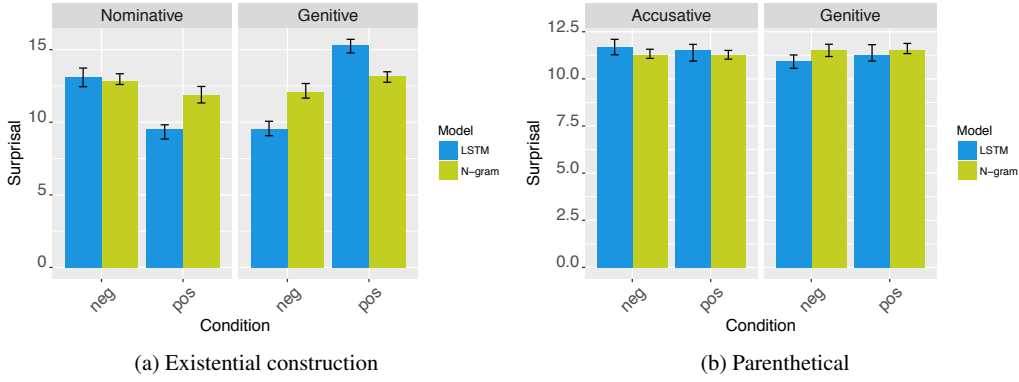 Nominative Genitive
15
10
5
0
Surprisal
neg pos neg pos
Condition
Model
LSTM
N-gram
(a) Existential construction
Accusative Genitive
12.5
10.0
7.5
5.0
2.5
0.0
Surprisal
neg pos neg pos
Condition
Model
LSTM
N-gram
(b) Parenthetical